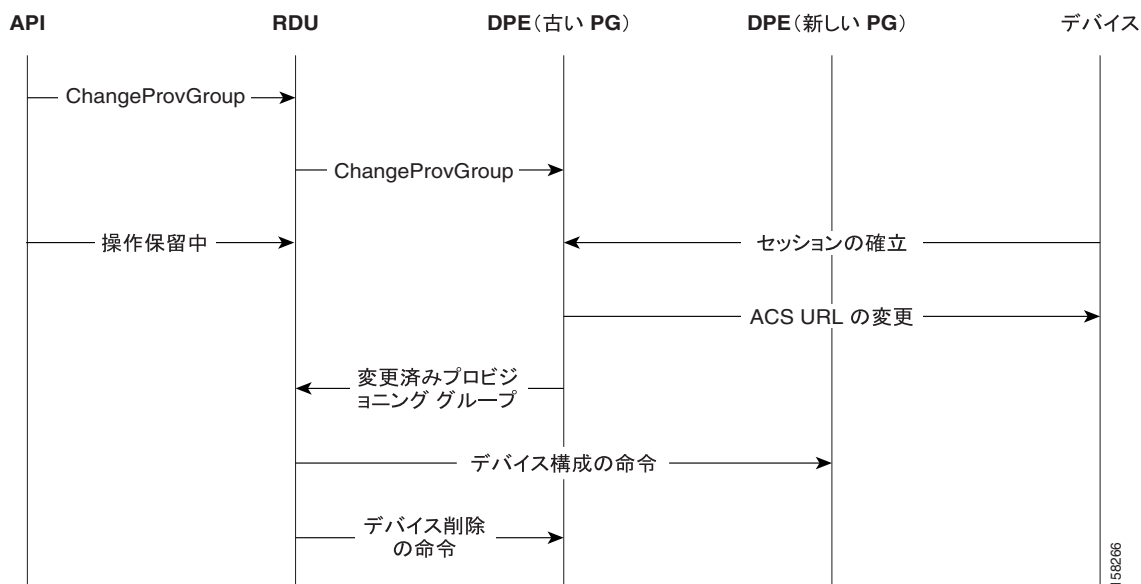 API
RDU
DPE（古い PG）
DPE（新しい PG）
デバイス
ChangeProvGroup
ChangeProvGroup
操作保留中
セッションの確立
ACS URL の変更
変更済みプロビジ
ョニング グループ
デバイス構成の命令
デバイス削除
の命令
158266